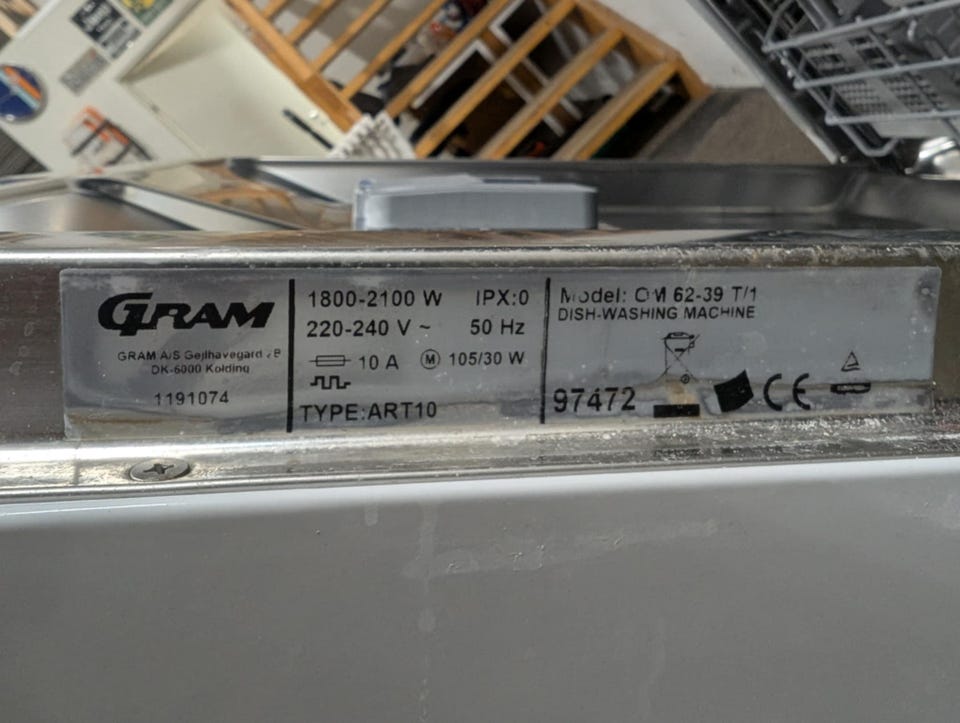 GRAM
GRAM A/S Gejlhavegard 2B
DK-6000 Kolding
1191074
1800-2100 W IPX:0
220-240 V ~ 50 Hz
10 A M 105/30 W
TYPE:ART10
Model: OM 62-39 T/1
DISH-WASHING MACHINE
97472
CE